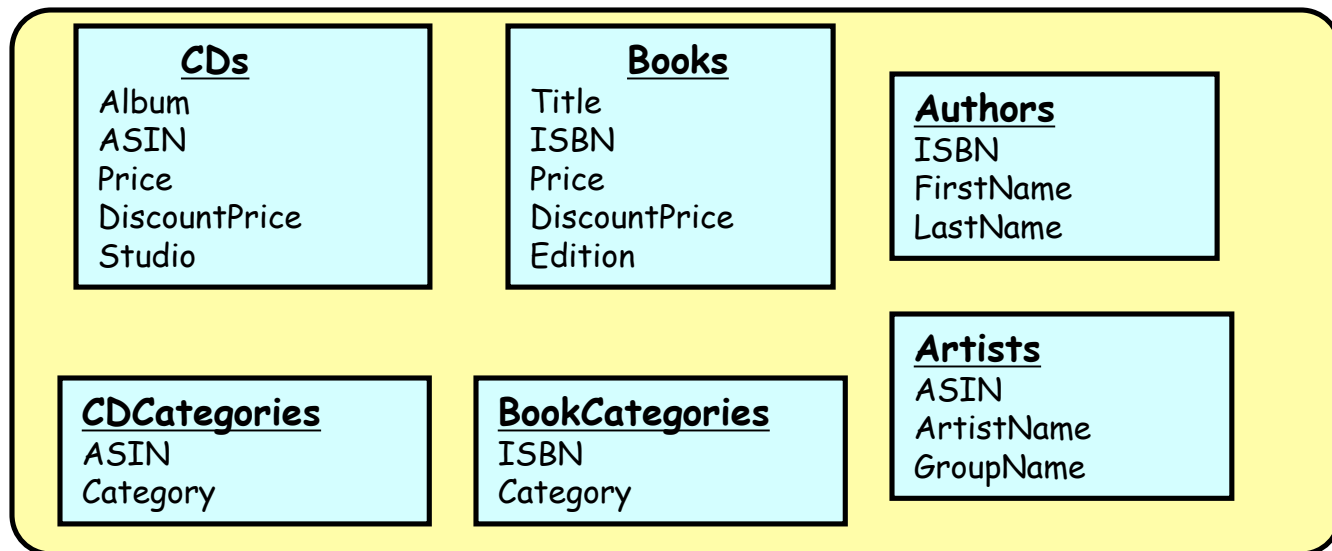 CDs
Album
ASIN
Price
DiscountPrice
Studio
Books
Title
ISBN
Price
DiscountPrice
Edition
Authors
ISBN
FirstName
LastName
CDCategories
ASIN
Category
BookCategories
ISBN
Category
Artists
ASIN
ArtistName
GroupName